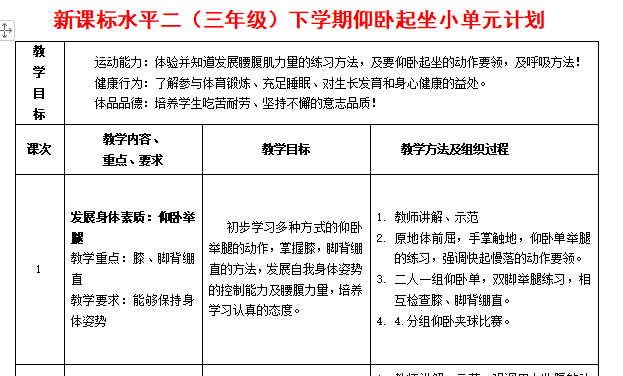 新课标水平二（三年级）下学期仰卧起坐小单元计划
教
学
目
标
运动能力：体验并知道发展腰腹肌力量的练习方法，及要仰卧起坐的动作要领，及呼吸方法！
健康行为：了解参与体育锻炼、充足睡眠、对生长发育和身心健康的益处。
体品品德：培养学生吃苦耐劳、坚持不懈的意志品质！
课次
教学内容、
重点、要求
教学目标
教学方法及组织过程
1
发展身体素质：仰卧举
腿
教学重点：膝、脚背绷
直
教学要求：能够保持身
体姿势
初步学习多种方式的仰卧
举腿的动作，掌握膝，脚背绷
直的方法，发展自我身体姿势
的控制能力及腰腹力量，培养
学习认真的态度。
1. 教师讲解、示范
2. 原地体前屈，手掌触地，仰卧单举腿
的练习，强调快起慢落的动作要领。
3. 二人一组仰卧单，双脚举腿练习，相
互检查膝、脚背绷直。
4. 4.分组仰卧夹球比赛。